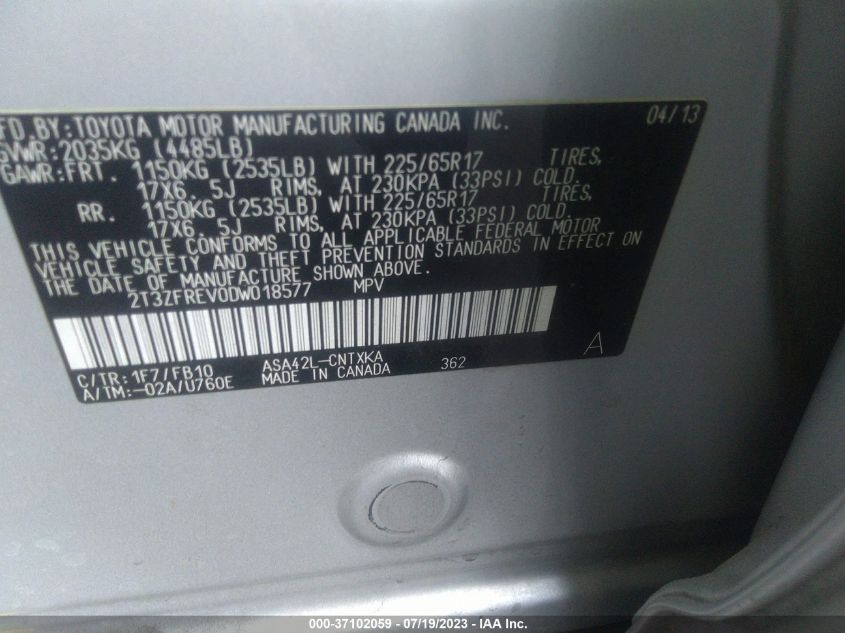 MFD. BY: TOYOTA MOTOR MANUFACTURING CANADA INC. 04/13
GVWR: 2035KG (4485LB)
GAWR: FRT. 1150KG (2535LB) WITH 225/65R17 TIRES,
17X6. 5J RIMS, AT 230KPA (33PSI) COLD.
RR. 1150KG (2535LB) WITH 225/65R17 TIRES,
17X6. 5J RIMS, AT 230KPA (33PSI) COLD.
THIS VEHICLE CONFORMS TO ALL APPLICABLE FEDERAL MOTOR
VEHICLE SAFETY AND THEFT PREVENTION STANDARDS IN EFFECT ON
THE DATE OF MANUFACTURE SHOWN ABOVE.
2T3ZFREV0DW018577 MPV
C/TR: 1F7/FB10 ASA42L-CNTXKA 362 A
A/TM: -02A/U760E MADE IN CANADA
000-37102059 - 07/19/2023 - IAA Inc.